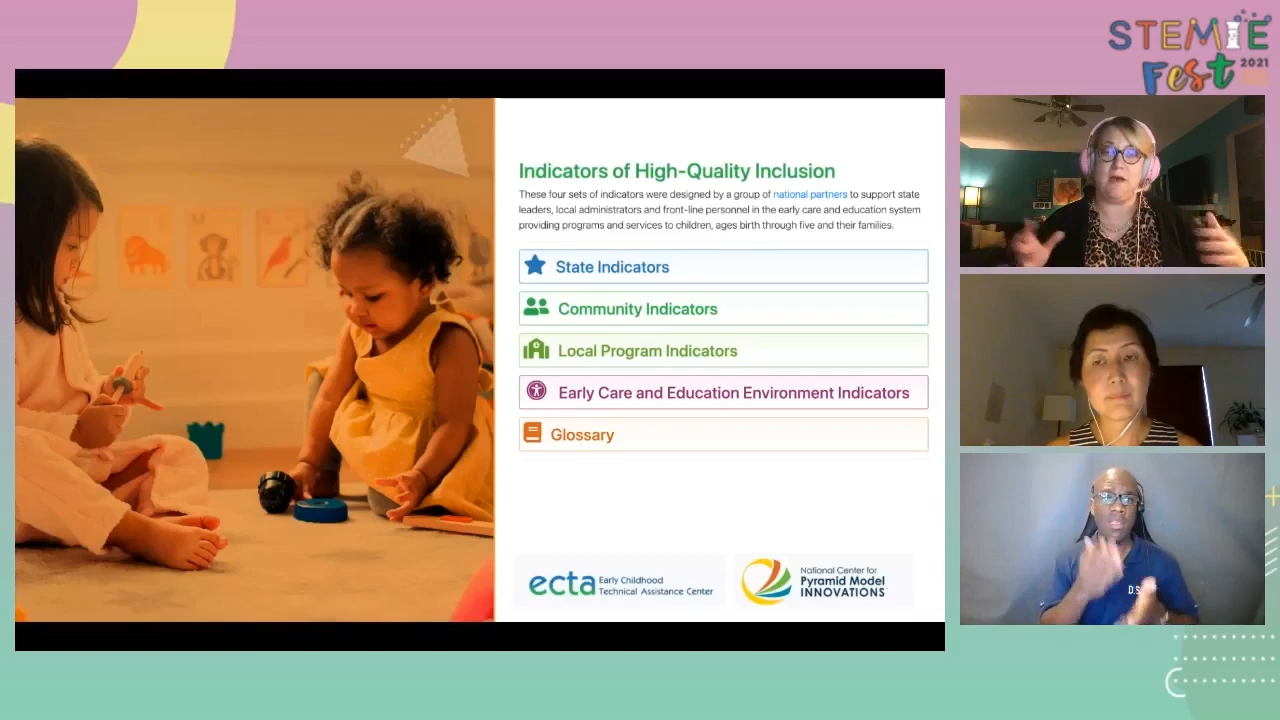 STEMIE
Fest 2021
Indicators of High-Quality Inclusion
These four sets of indicators were designed by a group of national partners to support state
leaders, local administrators and front-line personnel in the early care and education system
providing programs and services to children, ages birth through five and their families.
State Indicators
Community Indicators
Local Program Indicators
Early Care and Education Environment Indicators
Glossary
ecta Early Childhood
Technical Assistance Center
National Center for
Pyramid Model
INNOVATIONS
D.S